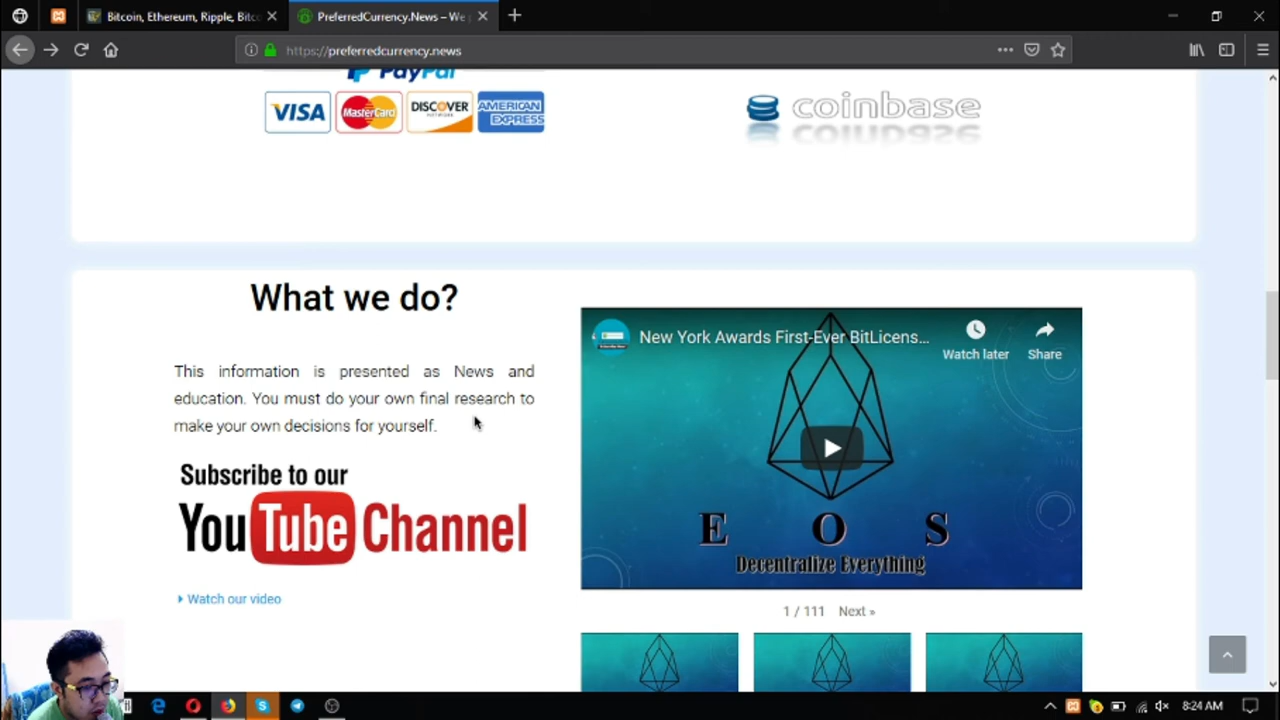 Bitcoin, Ethereum, Ripple, Bitc
PreferredCurrency.News – We
https://preferredcurrency.news
PayPal
VISA
MasterCard
DISCOVER
NETWORK
AMERICAN
EXPRESS
coinbase
What we do?
This information is presented as News and
education. You must do your own final research to
make your own decisions for yourself.
Subscribe to our
YouTube Channel
Watch our video
New York Awards First-Ever BitLicens...
Watch later
Share
E O S
Decentralize Everything
1 / 111 Next »
8:24 AM